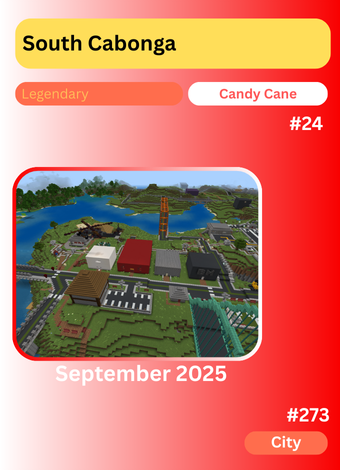 South Cabonga
Legendary
Candy Cane
#24
September 2025
#273
City